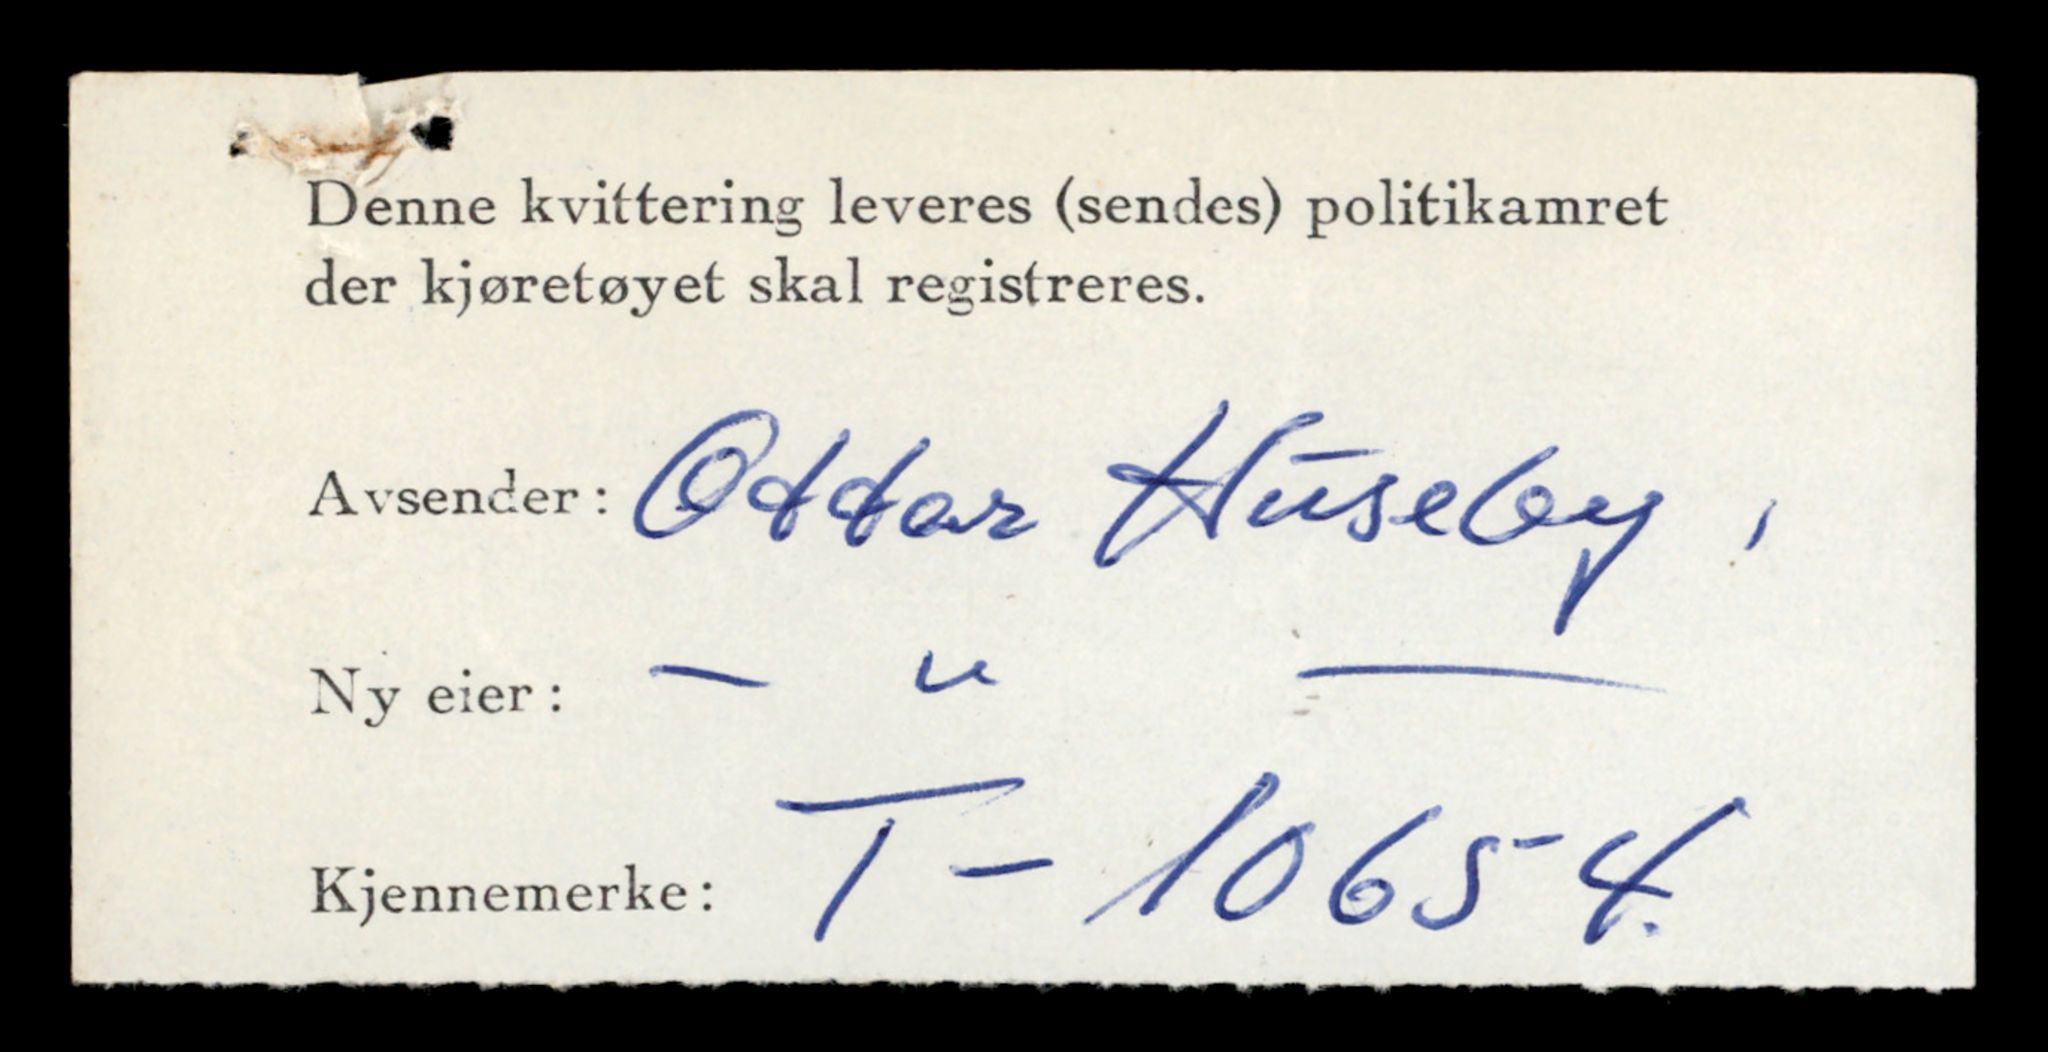 Denne kvittering leveres (sendes) politikamret
der kjøretøyet skal registreres.
Avsender: Oddar Huseby,
Ny eier: — " —
Kjennemerke: T - 10654.